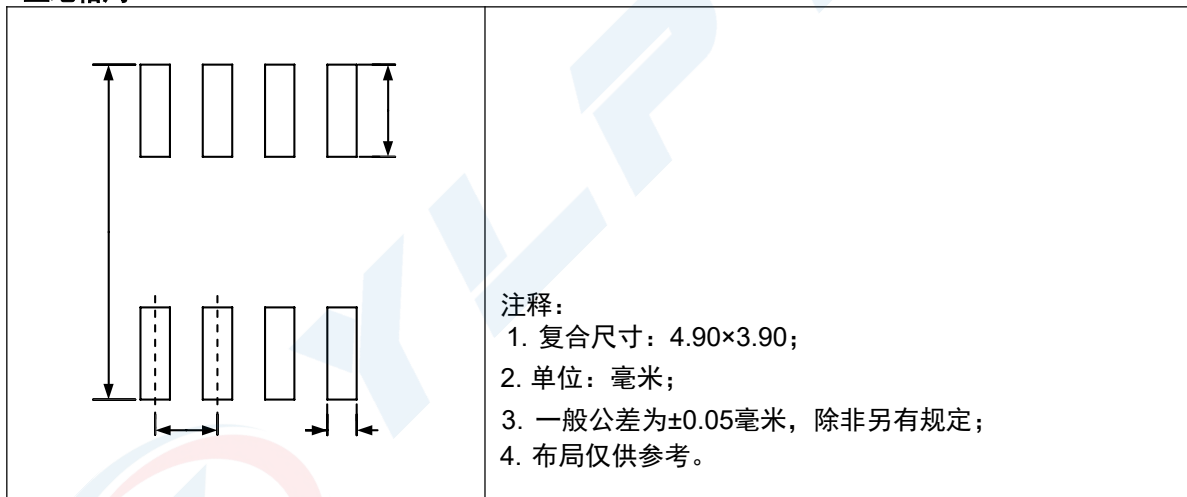 YLP
注释：
1. 复合尺寸：4.90×3.90；
2. 单位：毫米；
3. 一般公差为±0.05毫米，除非另有规定；
4. 布局仅供参考。